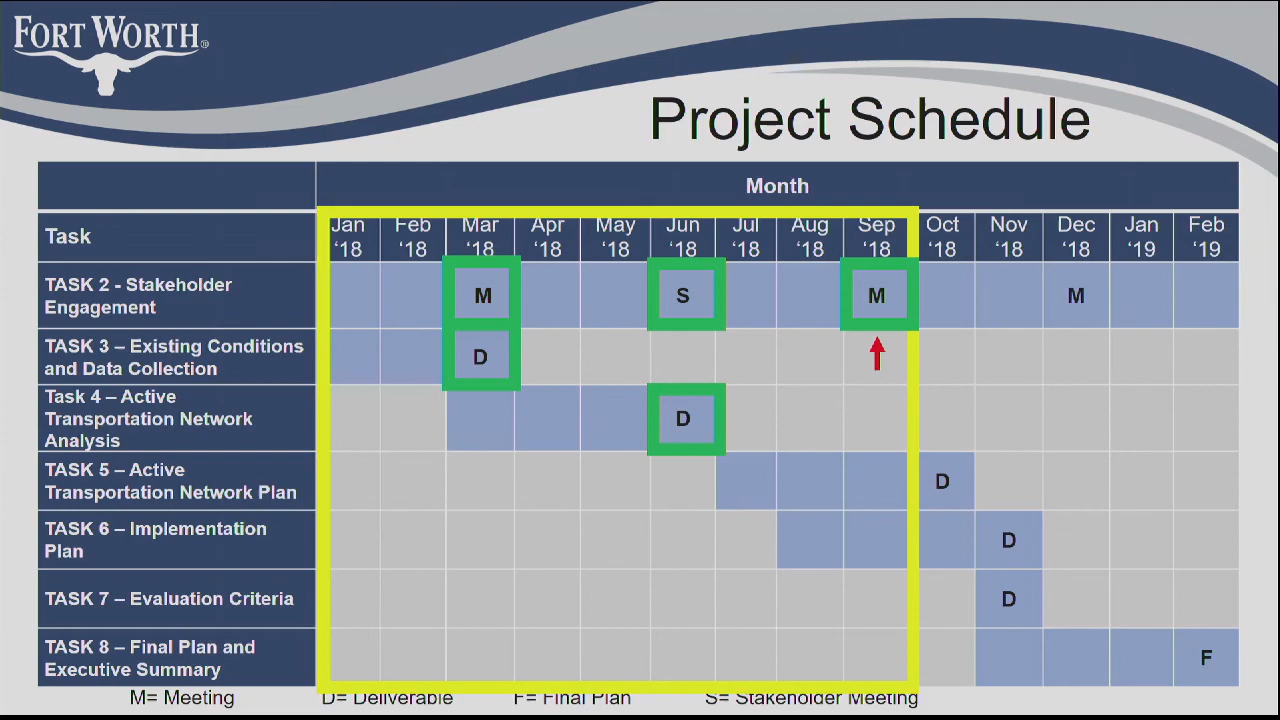 FORT WORTH®
Project Schedule
Month
Task
Jan Feb Mar Apr May Jun Jul Aug Sep Oct Nov Dec Jan Feb
‘18 ‘18 ‘18 ‘18 ‘18 ‘18 ‘18 ‘18 ‘18 ‘18 ‘18 ‘18 ‘19 ‘19
TASK 2 - Stakeholder
Engagement
M S M M
TASK 3 – Existing Conditions
and Data Collection
D
Task 4 – Active
Transportation Network
Analysis
D
TASK 5 – Active
Transportation Network Plan
D
TASK 6 – Implementation
Plan
D
TASK 7 – Evaluation Criteria
D
TASK 8 – Final Plan and
Executive Summary
F
M= Meeting D= Deliverable F= Final Plan S= Stakeholder Meeting